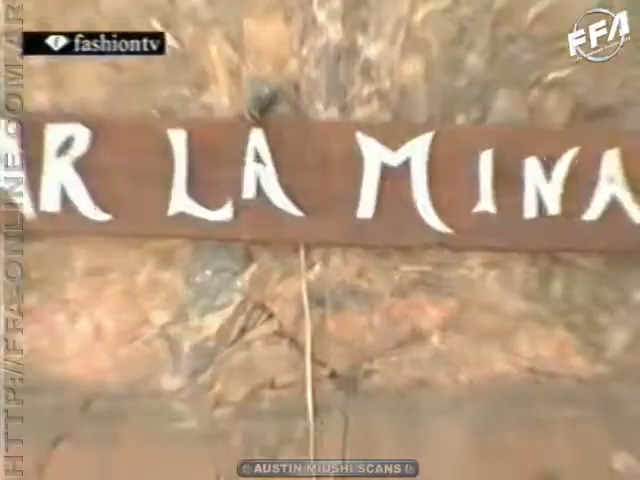 fashiontv
FFA
AR LA MINA
HTTP://FFA-ONLINE.COM.AR
AUSTIN MIUSHI SCANS